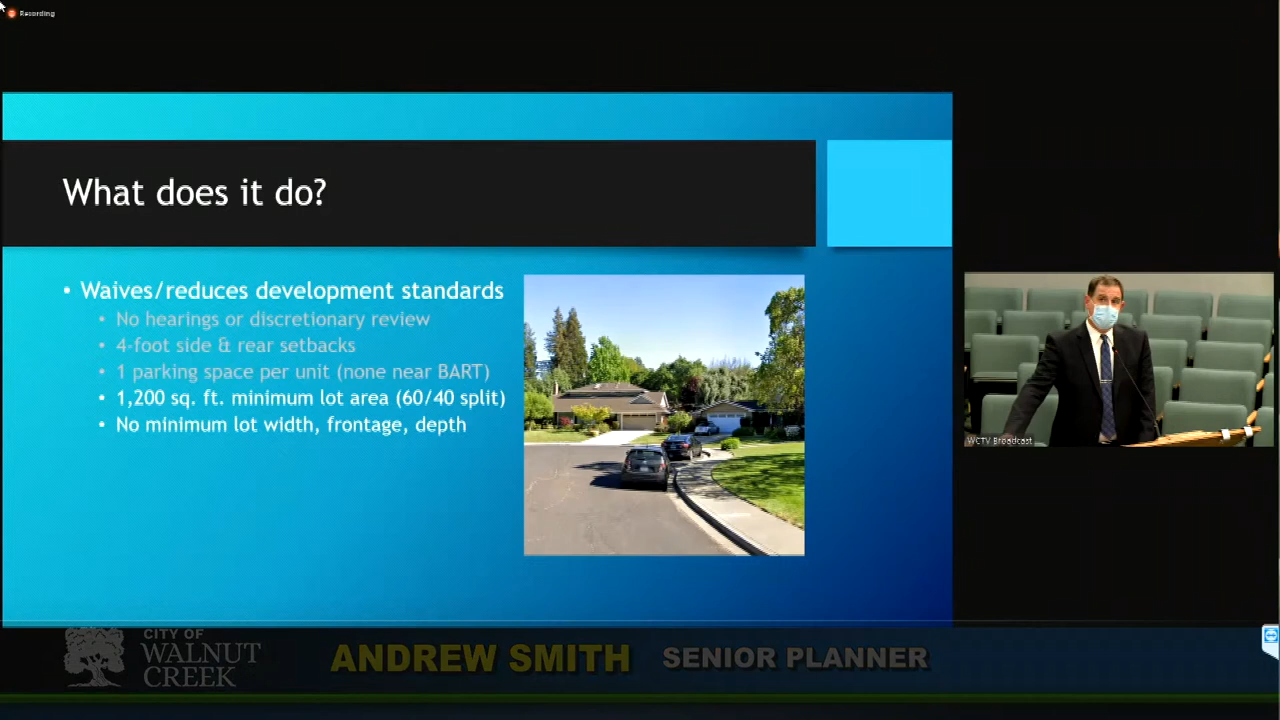 Recording
What does it do?
• Waives/reduces development standards
• No hearings or discretionary review
• 4-foot side & rear setbacks
• 1 parking space per unit (none near BART)
• 1,200 sq. ft. minimum lot area (60/40 split)
• No minimum lot width, frontage, depth
WCTV Broadcast
CITY OF
WALNUT
CREEK
ANDREW SMITH SENIOR PLANNER